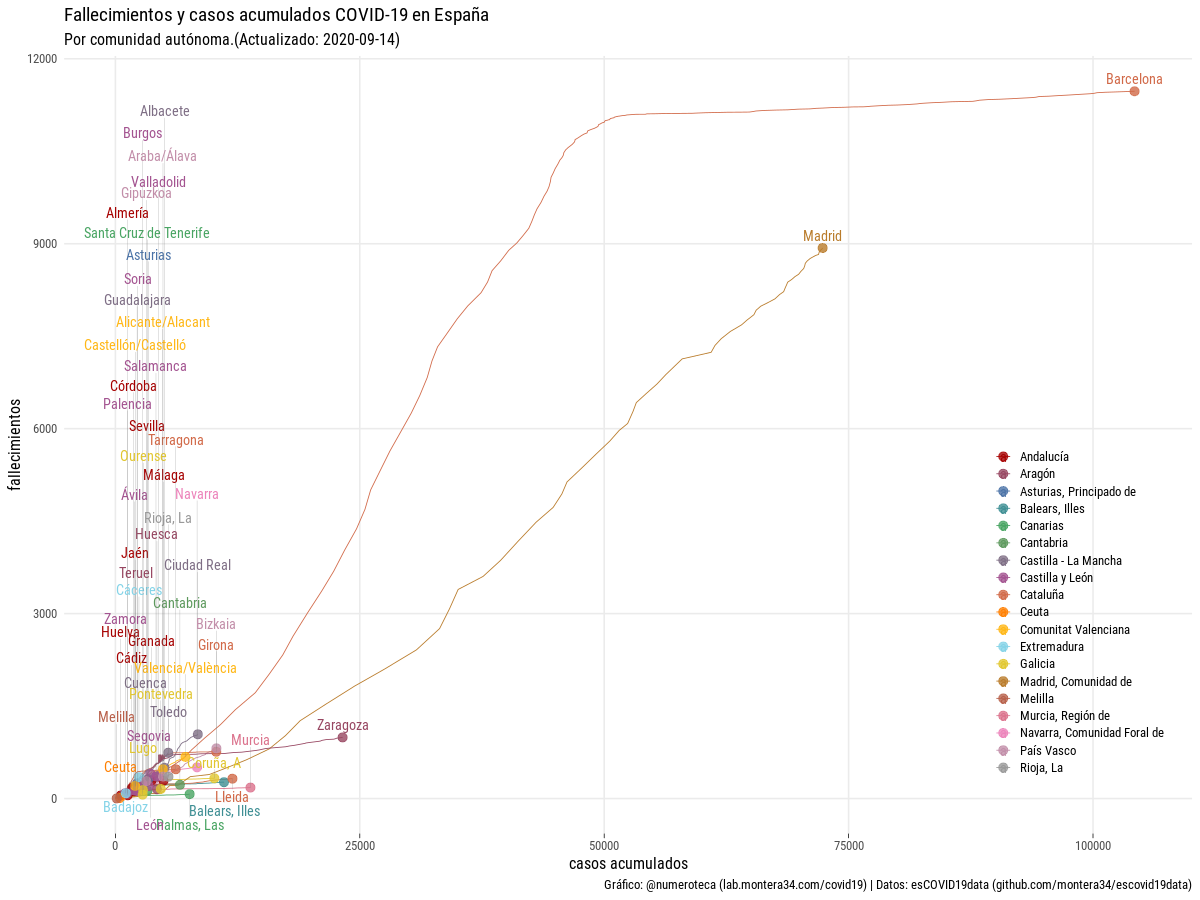 Fallecimientos y casos acumulados COVID-19 en España
Por comunidad autónoma.(Actualizado: 2020-09-14)
12000
9000
6000
3000
0
fallecimientos
Barcelona
Albacete
Burgos
Araba/Álava
Valladolid
Gipuzkoa
Almería
Santa Cruz de Tenerife
Madrid
Asturias
Soria
Guadalajara
Alicante/Alacant
Castellón/Castelló
Salamanca
Córdoba
Palencia
Sevilla
Tarragona
Ourense
Málaga
Ávila
Navarra
Rioja, La
Huesca
Jaén
Ciudad Real
Teruel
Cáceres
Cantabria
Zamora
Bizkaia
Huelva
Granada
Girona
Cádiz
Valencia/València
Cuenca
Pontevedra
Toledo
Melilla
Zaragoza
Segovia
Murcia
Lugo
Coruña, A
Ceuta
Lleida
Badajoz
Balears, Illes
León
Palmas, Las
Andalucía
Aragón
Asturias, Principado de
Balears, Illes
Canarias
Cantabria
Castilla - La Mancha
Castilla y León
Cataluña
Ceuta
Comunitat Valenciana
Extremadura
Galicia
Madrid, Comunidad de
Melilla
Murcia, Región de
Navarra, Comunidad Foral de
País Vasco
Rioja, La
0
25000
50000
75000
100000
casos acumulados
Gráfico: @numeroteca (lab.montera34.com/covid19) | Datos: esCOVID19data (github.com/montera34/escovid19data)